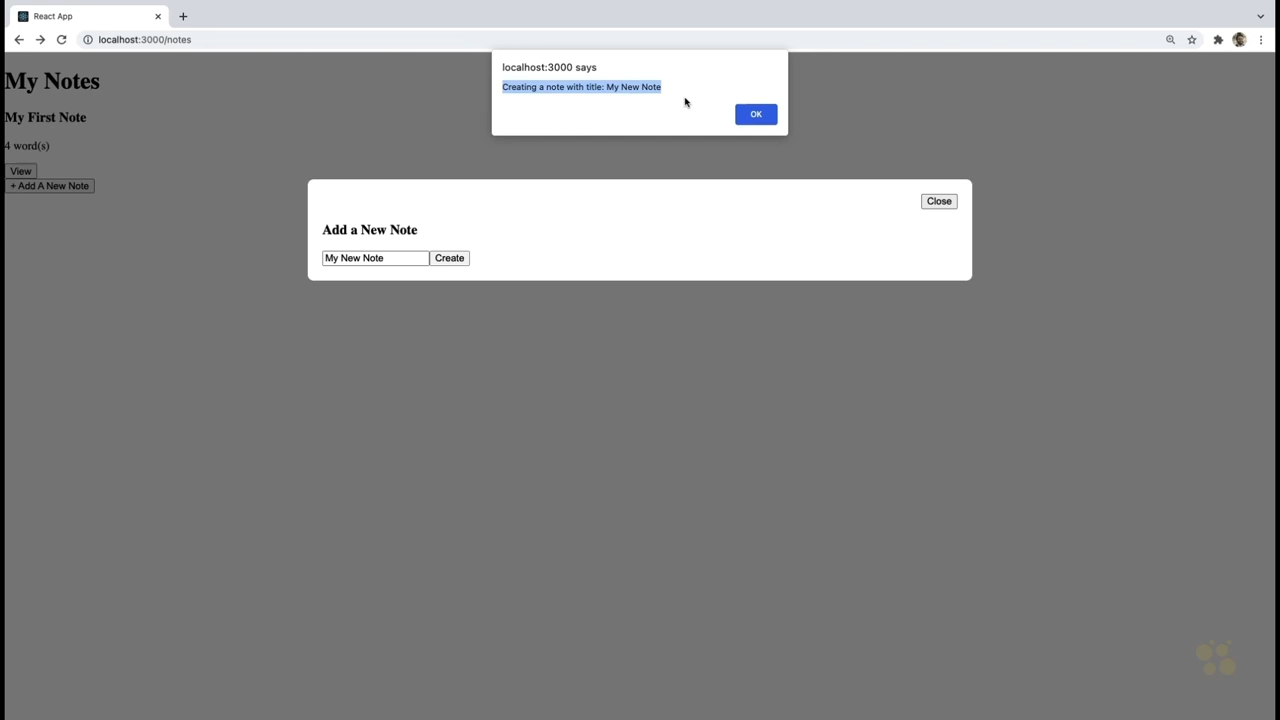 React App
localhost:3000/notes
localhost:3000 says
Creating a note with title: My New Note
OK
My Notes
My First Note
4 word(s)
View
+ Add A New Note
Close
Add a New Note
My New Note Create